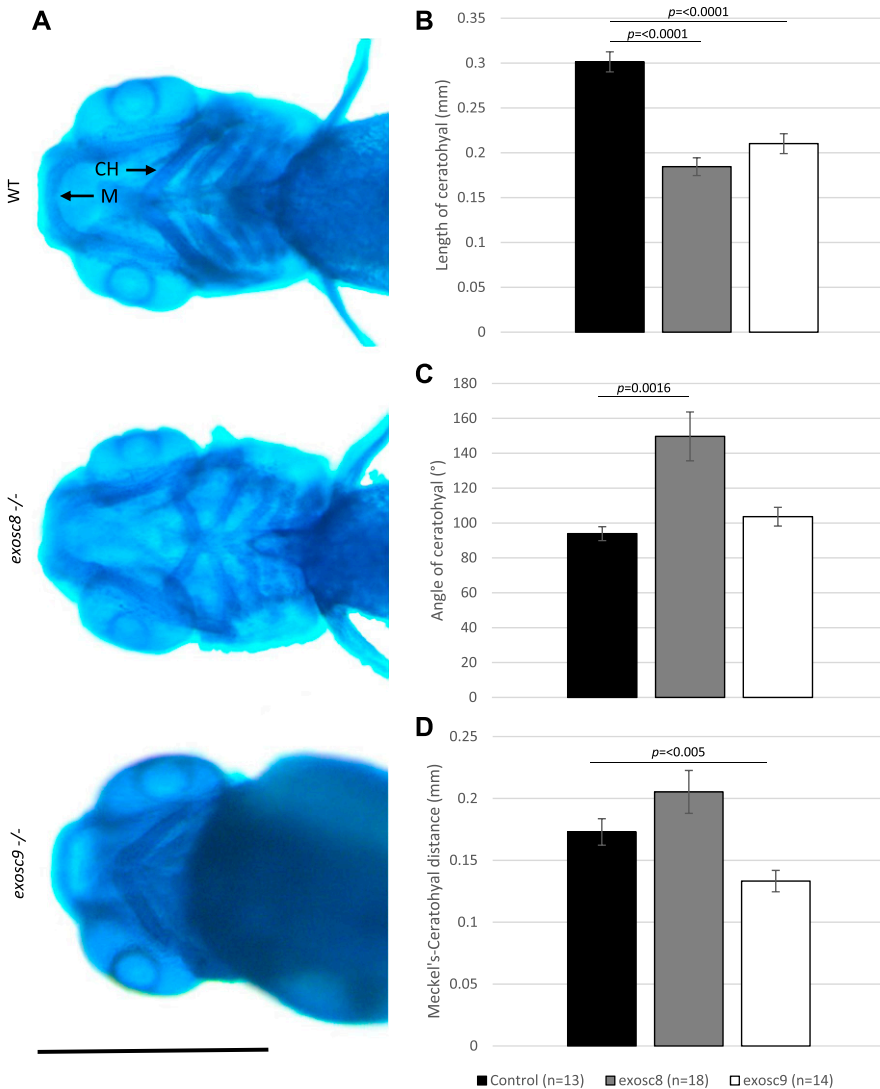 A
WT
CH
M
exosc8 -/-
exosc9 -/-
B
p=<0.0001
p=<0.0001
Length of ceratohyal (mm)
0.35
0.3
0.25
0.2
0.15
0.1
0.05
0
C
p=0.0016
Angle of ceratohyal (°)
180
160
140
120
100
80
60
40
20
0
D
p=<0.005
Meckel's-Ceratohyal distance (mm)
0.25
0.2
0.15
0.1
0.05
0
Control (n=13) exosc8 (n=18) exosc9 (n=14)